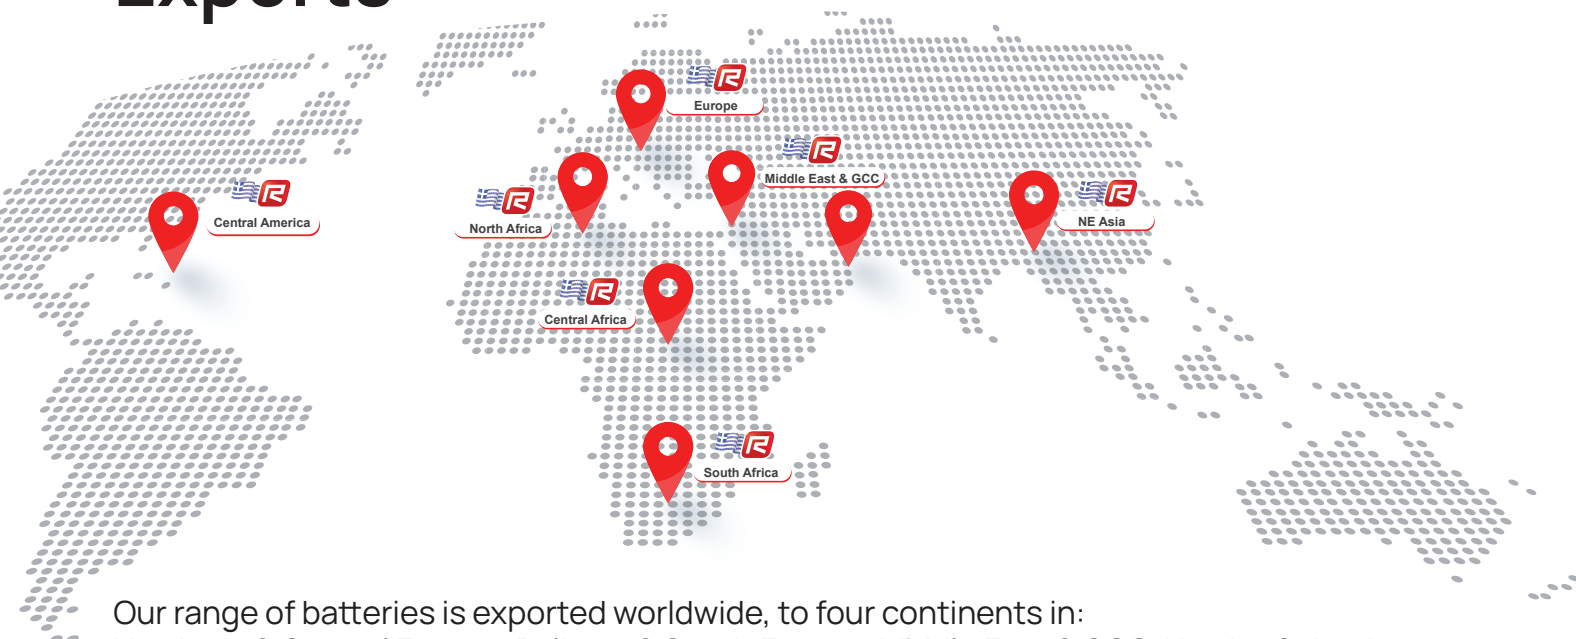 Exports
Europe
Middle East & GCC
Central America
North Africa
NE Asia
Central Africa
South Africa
Our range of batteries is exported worldwide, to four continents in: